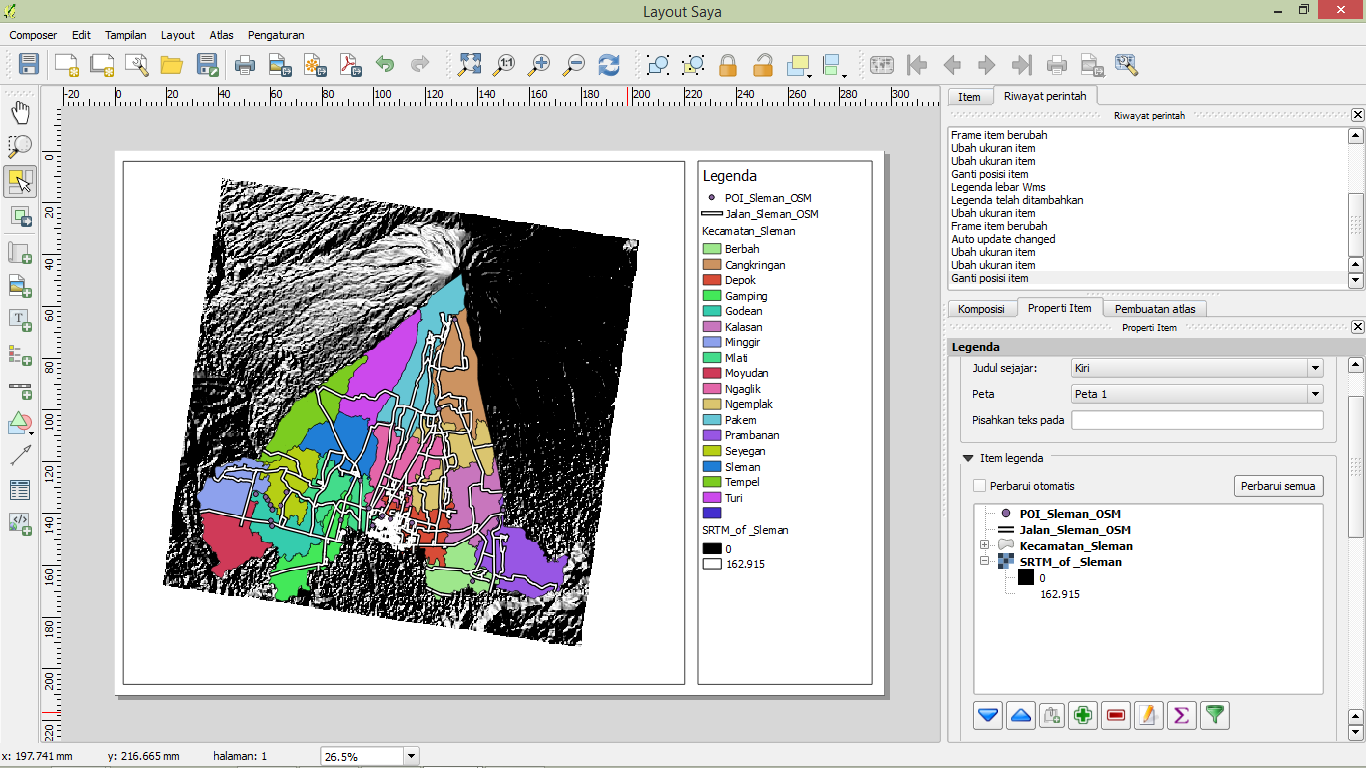 Layout Saya
Composer Edit Tampilan Layout Atlas Pengaturan
1:1
-20 0 20 40 60 80 100 120 140 160 180 200 220 240 260 280 300
0
20
40
60
80
100
120
140
160
180
200
220
Legenda
POI_Sleman_OSM
Jalan_Sleman_OSM
Kecamatan_Sleman
Berbah
Cangkringan
Depok
Gamping
Godean
Kalasan
Minggir
Mlati
Moyudan
Ngaglik
Ngemplak
Pakem
Prambanan
Seyegan
Sleman
Tempel
Turi
SRTM_of _Sleman
0
162.915
Item Riwayat perintah
Riwayat perintah
Frame item berubah
Ubah ukuran item
Ubah ukuran item
Ganti posisi item
Legenda lebar Wms
Legenda telah ditambahkan
Ubah ukuran item
Frame item berubah
Auto update changed
Ubah ukuran item
Ubah ukuran item
Ganti posisi item
Komposisi Properti Item Pembuatan atlas
Properti Item
Legenda
Judul sejajar: Kiri
Peta Peta 1
Pisahkan teks pada
Item legenda
Perbarui otomatis Perbarui semua
POI_Sleman_OSM
Jalan_Sleman_OSM
Kecamatan_Sleman
SRTM_of _Sleman
0
162.915
x: 197.741 mm y: 216.665 mm halaman: 1 26.5%